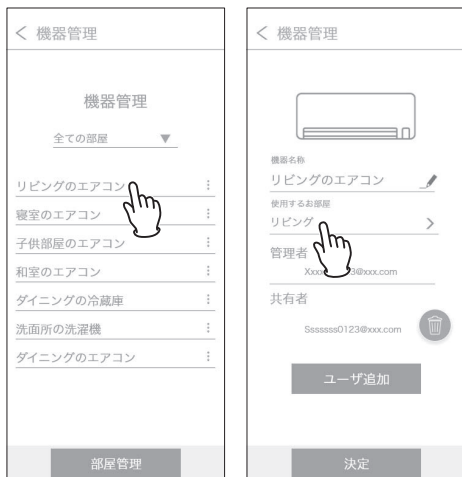 機器管理
機器管理
全ての部屋
リビングのエアコン
寝室のエアコン
子供部屋のエアコン
和室のエアコン
ダイニングの冷蔵庫
洗面所の洗濯機
ダイニングのエアコン
部屋管理
機器管理
機器名称
リビングのエアコン
使用するお部屋
リビング
管理者
3@xxx.com
共有者
Sssssss0123@xxx.com
ユーザ追加
決定